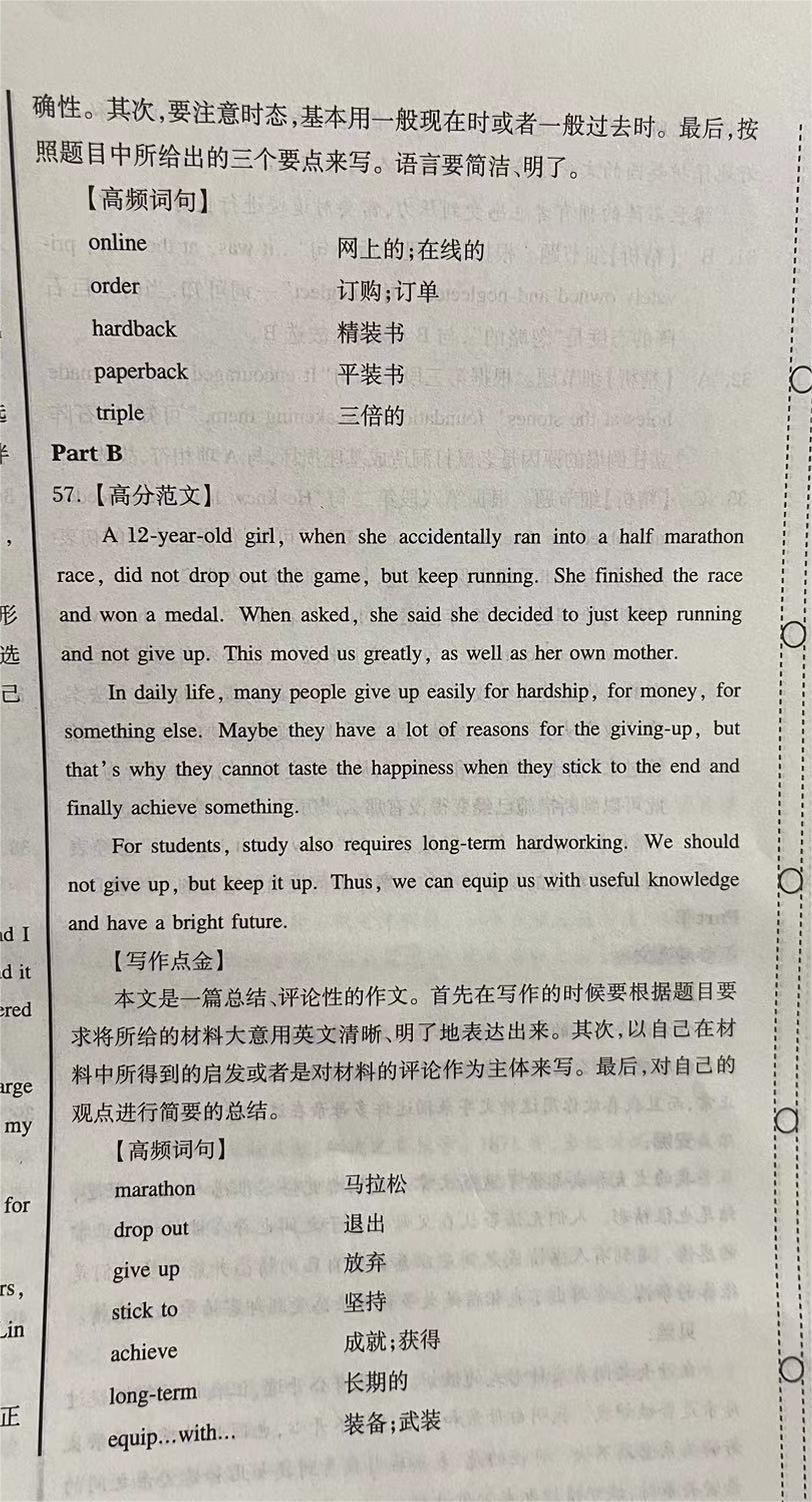 确性。其次,要注意时态,基本用一般现在时或者一般过去时。最后,按
照题目中所给出的三个要点来写。语言要简洁、明了。
【高频词句】
online 网上的;在线的
order 订购;订单
hardback 精装书
paperback 平装书
triple 三倍的
Part B
57.【高分范文】
A 12-year-old girl, when she accidentally ran into a half marathon
race, did not drop out the game, but keep running. She finished the race
and won a medal. When asked, she said she decided to just keep running
and not give up. This moved us greatly, as well as her own mother.
In daily life, many people give up easily for hardship, for money, for
something else. Maybe they have a lot of reasons for the giving-up, but
that's why they cannot taste the happiness when they stick to the end and
finally achieve something.
For students, study also requires long-term hardworking. We should
not give up, but keep it up. Thus, we can equip us with useful knowledge
and have a bright future.
【写作点金】
本文是一篇总结、评论性的作文。首先在写作的时候要根据题目要
求将所给的材料大意用英文清晰、明了地表达出来。其次,以自己在材
料中所得到的启发或者是对材料的评论作为主体来写。最后,对自己的
观点进行简要的总结。
【高频词句】
marathon 马拉松
drop out 退出
give up 放弃
stick to 坚持
achieve 成就;获得
long-term 长期的
equip…with… 装备;武装
,
形
选
己
d I
d it
ered
arge
my
for
rs,
Lin
正